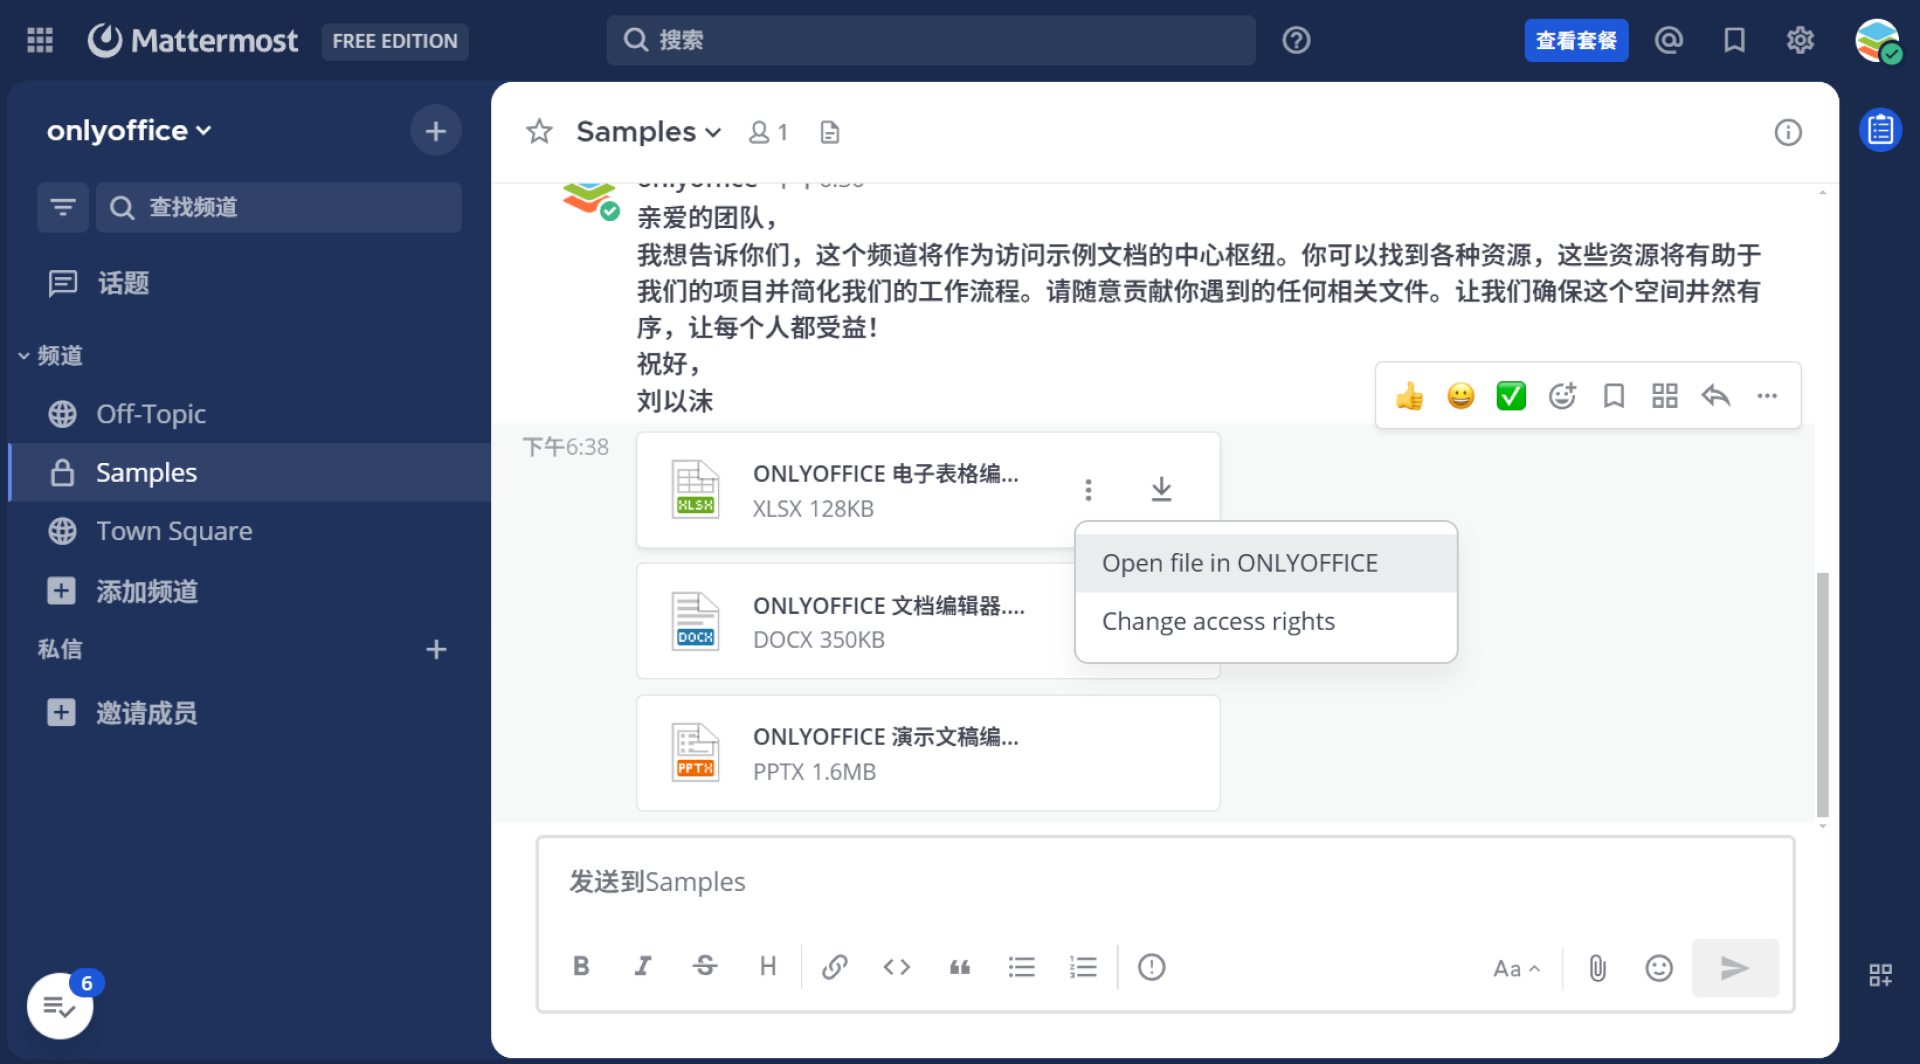 Mattermost
FREE EDITION
搜索
查看套餐
onlyoffice
查找频道
话题
频道
Off-Topic
Samples
Town Square
添加频道
私信
邀请成员
6
Samples
1
onlyoffice 下午6:36
亲爱的团队，
我想告诉你们，这个频道将作为访问示例文档的中心枢纽。你可以找到各种资源，这些资源将有助于
我们的项目并简化我们的工作流程。请随意贡献你遇到的任何相关文件。让我们确保这个空间井然有
序，让每个人都受益！
祝好，
刘以沫
下午6:38
XLSX
ONLYOFFICE 电子表格编...
XLSX 128KB
Open file in ONLYOFFICE
Change access rights
DOCX
ONLYOFFICE 文档编辑器....
DOCX 350KB
PPTX
ONLYOFFICE 演示文稿编...
PPTX 1.6MB
发送到Samples
B I S H
Aa